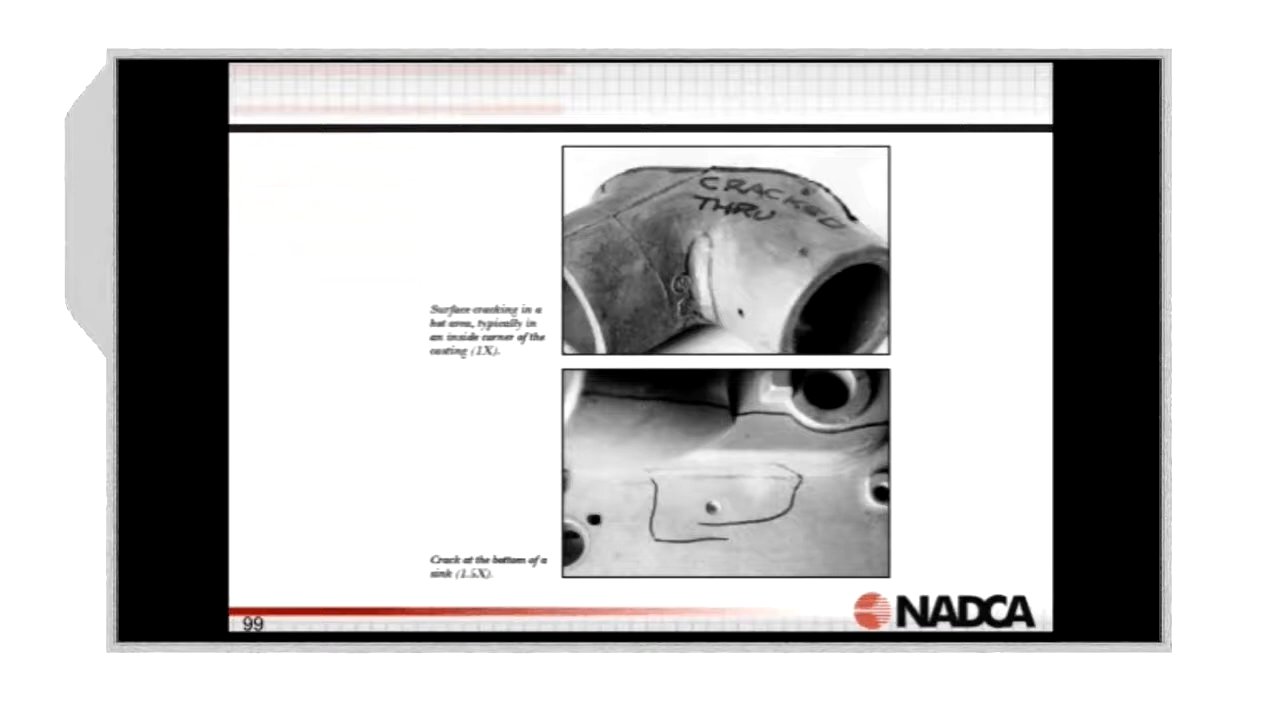 CRACKED
THRU
Surface cracking in a
hot area, typically in
an inside corner of the
casting (1X).
Crack at the bottom of a
sink (1.5X).
99
NADCA